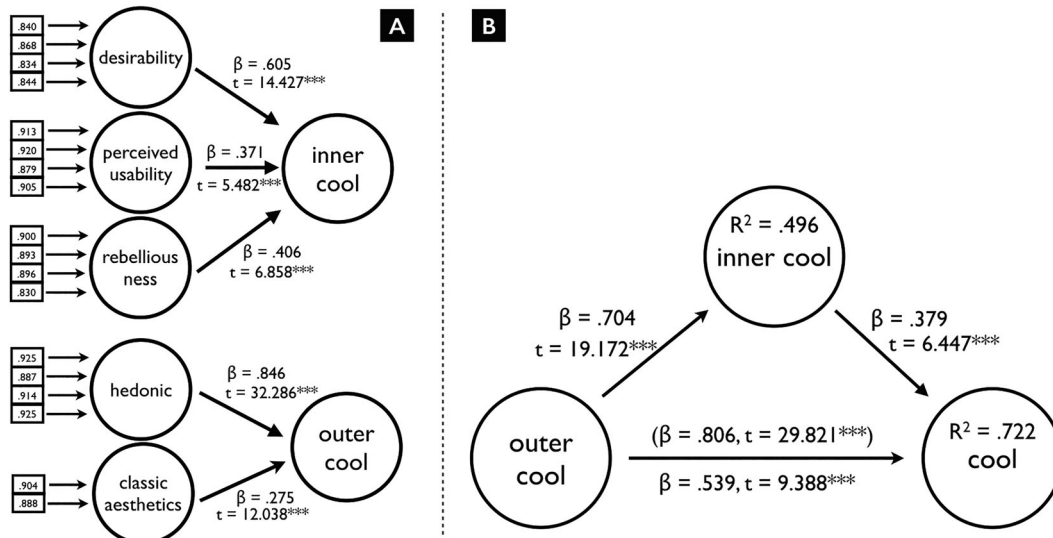 A
.840
.868
.834
.844
desirability
β = .605
t = 14.427***
.913
.920
.879
.905
perceived
usability
β = .371
t = 5.482***
inner
cool
.900
.893
.896
.830
rebellious
ness
β = .406
t = 6.858***
.925
.887
.914
.925
hedonic
β = .846
t = 32.286***
outer
cool
.904
.888
classic
aesthetics
β = .275
t = 12.038***
B
R² = .496
inner cool
β = .704
t = 19.172***
β = .379
t = 6.447***
outer
cool
(β = .806, t = 29.821***)
β = .539, t = 9.388***
R² = .722
cool